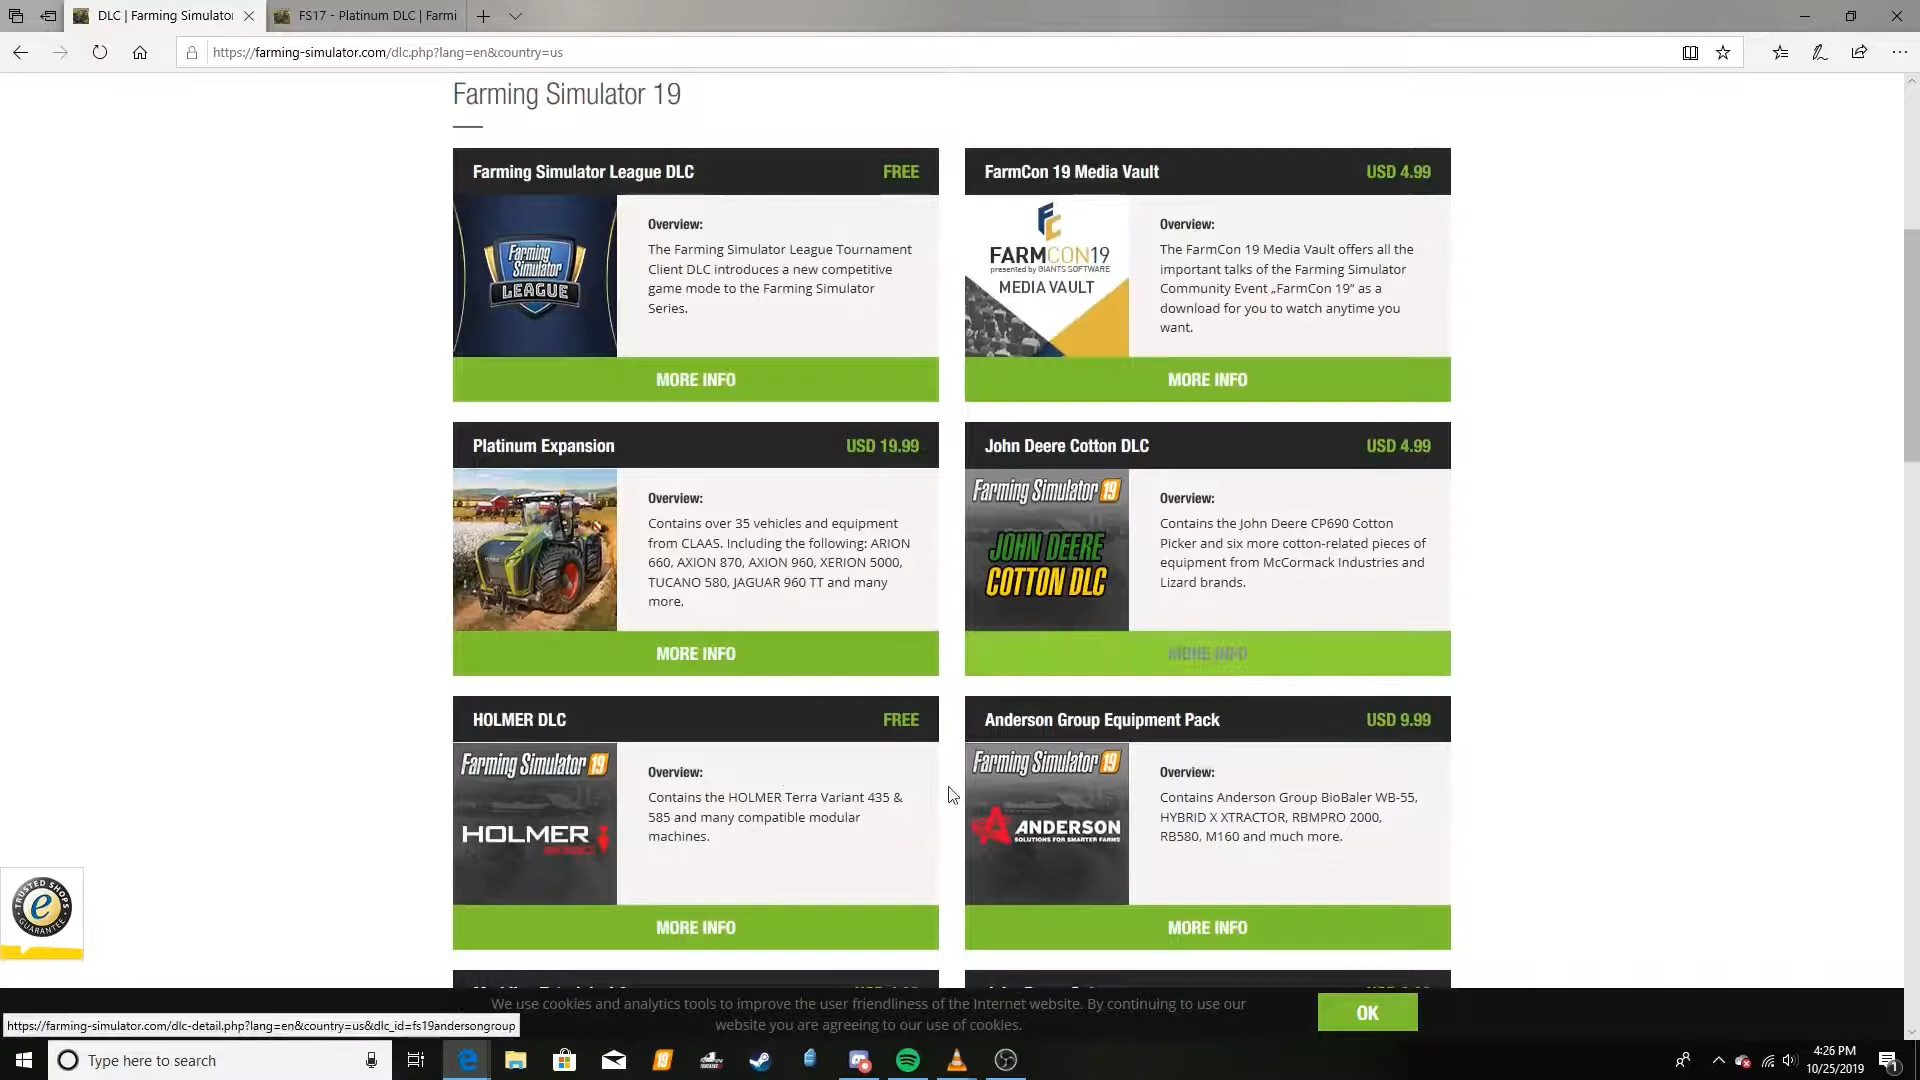 DLC | Farming Simulator
FS17 - Platinum DLC | Farmi
https://farming-simulator.com/dlc.php?lang=en&country=us
Farming Simulator 19
Farming Simulator League DLC
FREE
Farming Simulator LEAGUE
Overview:
The Farming Simulator League Tournament
Client DLC introduces a new competitive
game mode to the Farming Simulator
Series.
MORE INFO
FarmCon 19 Media Vault
USD 4.99
FC
FARMCON19
presented by GIANTS SOFTWARE
MEDIA VAULT
Overview:
The FarmCon 19 Media Vault offers all the
important talks of the Farming Simulator
Community Event „FarmCon 19" as a
download for you to watch anytime you
want.
MORE INFO
Platinum Expansion
USD 19.99
Overview:
Contains over 35 vehicles and equipment
from CLAAS. Including the following: ARION
660, AXION 870, AXION 960, XERION 5000,
TUCANO 580, JAGUAR 960 TT and many
more.
MORE INFO
John Deere Cotton DLC
USD 4.99
Farming Simulator 19
JOHN DEERE
COTTON DLC
Overview:
Contains the John Deere CP690 Cotton
Picker and six more cotton-related pieces of
equipment from McCormack Industries and
Lizard brands.
MORE INFO
HOLMER DLC
FREE
Farming Simulator 19
HOLMER
Overview:
Contains the HOLMER Terra Variant 435 &
585 and many compatible modular
machines.
MORE INFO
Anderson Group Equipment Pack
USD 9.99
Farming Simulator 19
ANDERSON
SOLUTIONS FOR SMARTER FARMS
Overview:
Contains Anderson Group BioBaler WB-55,
HYBRID X XTRACTOR, RBMPRO 2000,
RB580, M160 and much more.
MORE INFO
TRUSTED SHOPS
e
GUARANTEE
We use cookies and analytics tools to improve the user friendliness of the Internet website. By continuing to use our
website you are agreeing to our use of cookies.
OK
https://farming-simulator.com/dlc-detail.php?lang=en&country=us&dlc_id=fs19andersongroup
Type here to search
19
4:26 PM
10/25/2019
1